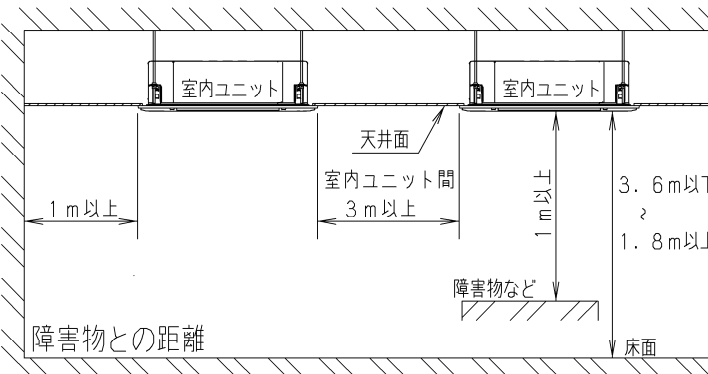 室内ユニット
室内ユニット
天井面
室内ユニット間
3m以上
1m以上
1m以上
3.6m以下
~
1.8m以上
障害物など
障害物との距離
床面